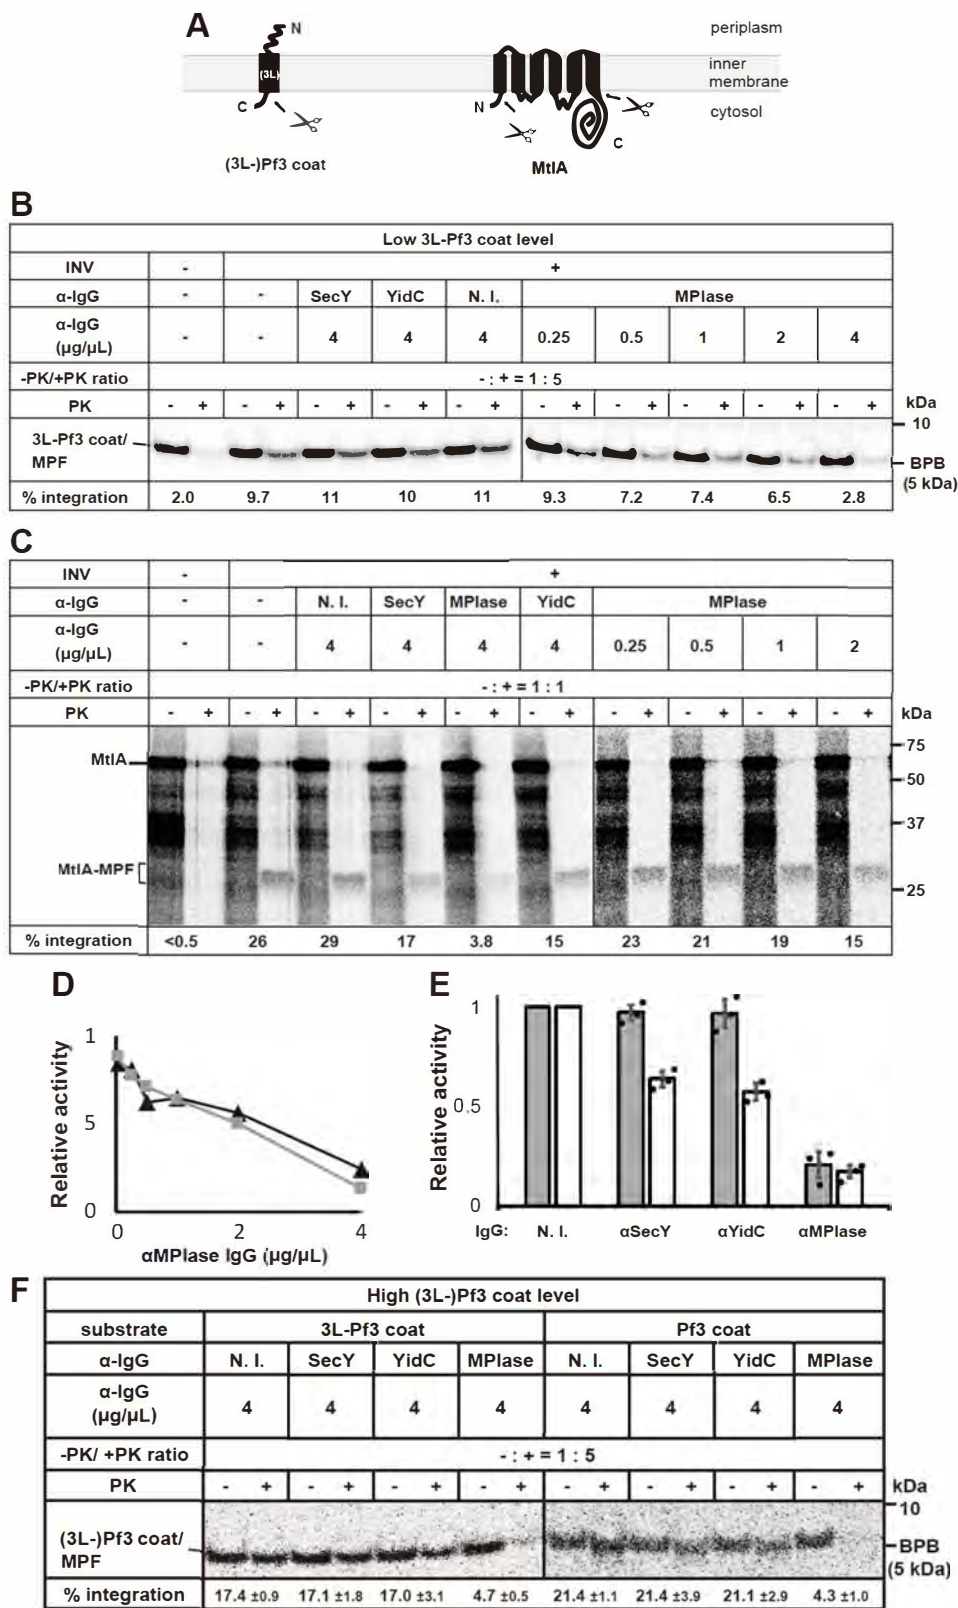 A
N
periplasm
(3L)
inner
membrane
C
N
cytosol
C
(3L-)Pf3 coat
MtlA
B
Low 3L-Pf3 coat level
INV - +
α-IgG - - SecY YidC N. I. MPlase
α-IgG
(μg/μL) - - 4 4 4 0.25 0.5 1 2 4
-PK/+PK ratio - : + = 1 : 5
PK - + - + - + - + - + - + - + - + - + - + kDa
10
3L-Pf3 coat/
MPF
BPB
(5 kDa)
% integration 2.0 9.7 11 10 11 9.3 7.2 7.4 6.5 2.8
C
INV - +
α-IgG - - N. I. SecY MPlase YidC MPlase
α-IgG
(μg/μL) - - 4 4 4 4 0.25 0.5 1 2
-PK/+PK ratio - : + = 1 : 1
PK - + - + - + - + - + - + - + - + - + - + kDa
75
MtlA
50
37
MtlA-MPF
25
% integration <0.5 26 29 17 3.8 15 23 21 19 15
D
Relative activity
1
5
0
0 2 4
αMPlase IgG (μg/μL)
E
Relative activity
1
0.5
0
IgG: N. I. αSecY αYidC αMPlase
F
High (3L-)Pf3 coat level
substrate 3L-Pf3 coat Pf3 coat
α-IgG N. I. SecY YidC MPlase N. I. SecY YidC MPlase
α-IgG
(μg/μL) 4 4 4 4 4 4 4 4
-PK/ +PK ratio - : + = 1 : 5
PK - + - + - + - + - + - + - + - + kDa
10
(3L-)Pf3 coat/
MPF
BPB
(5 kDa)
% integration 17.4 ±0.9 17.1 ±1.8 17.0 ±3.1 4.7 ±0.5 21.4 ±1.1 21.4 ±3.9 21.1 ±2.9 4.3 ±1.0